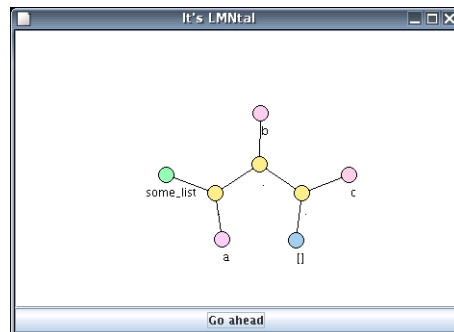 It's LMNtal
b
.
some_list
.
c
a
[]
Go ahead